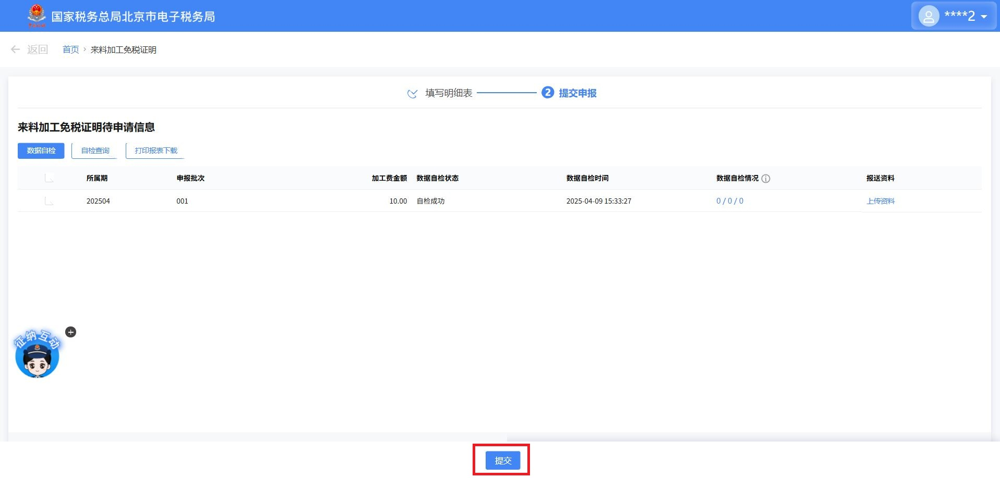 国家税务总局北京市电子税务局
****2
返回 首页 > 来料加工免税证明
填写明细表 2 提交申报
来料加工免税证明待申请信息
数据自检 自检查询 打印报表下载
所属期 申报批次 加工费金额 数据自检状态 数据自检时间 数据自检情况 报送资料
202504 001 10.00 自检成功 2025-04-09 15:33:27 0 / 0 / 0 上传资料
征纳互动
提交